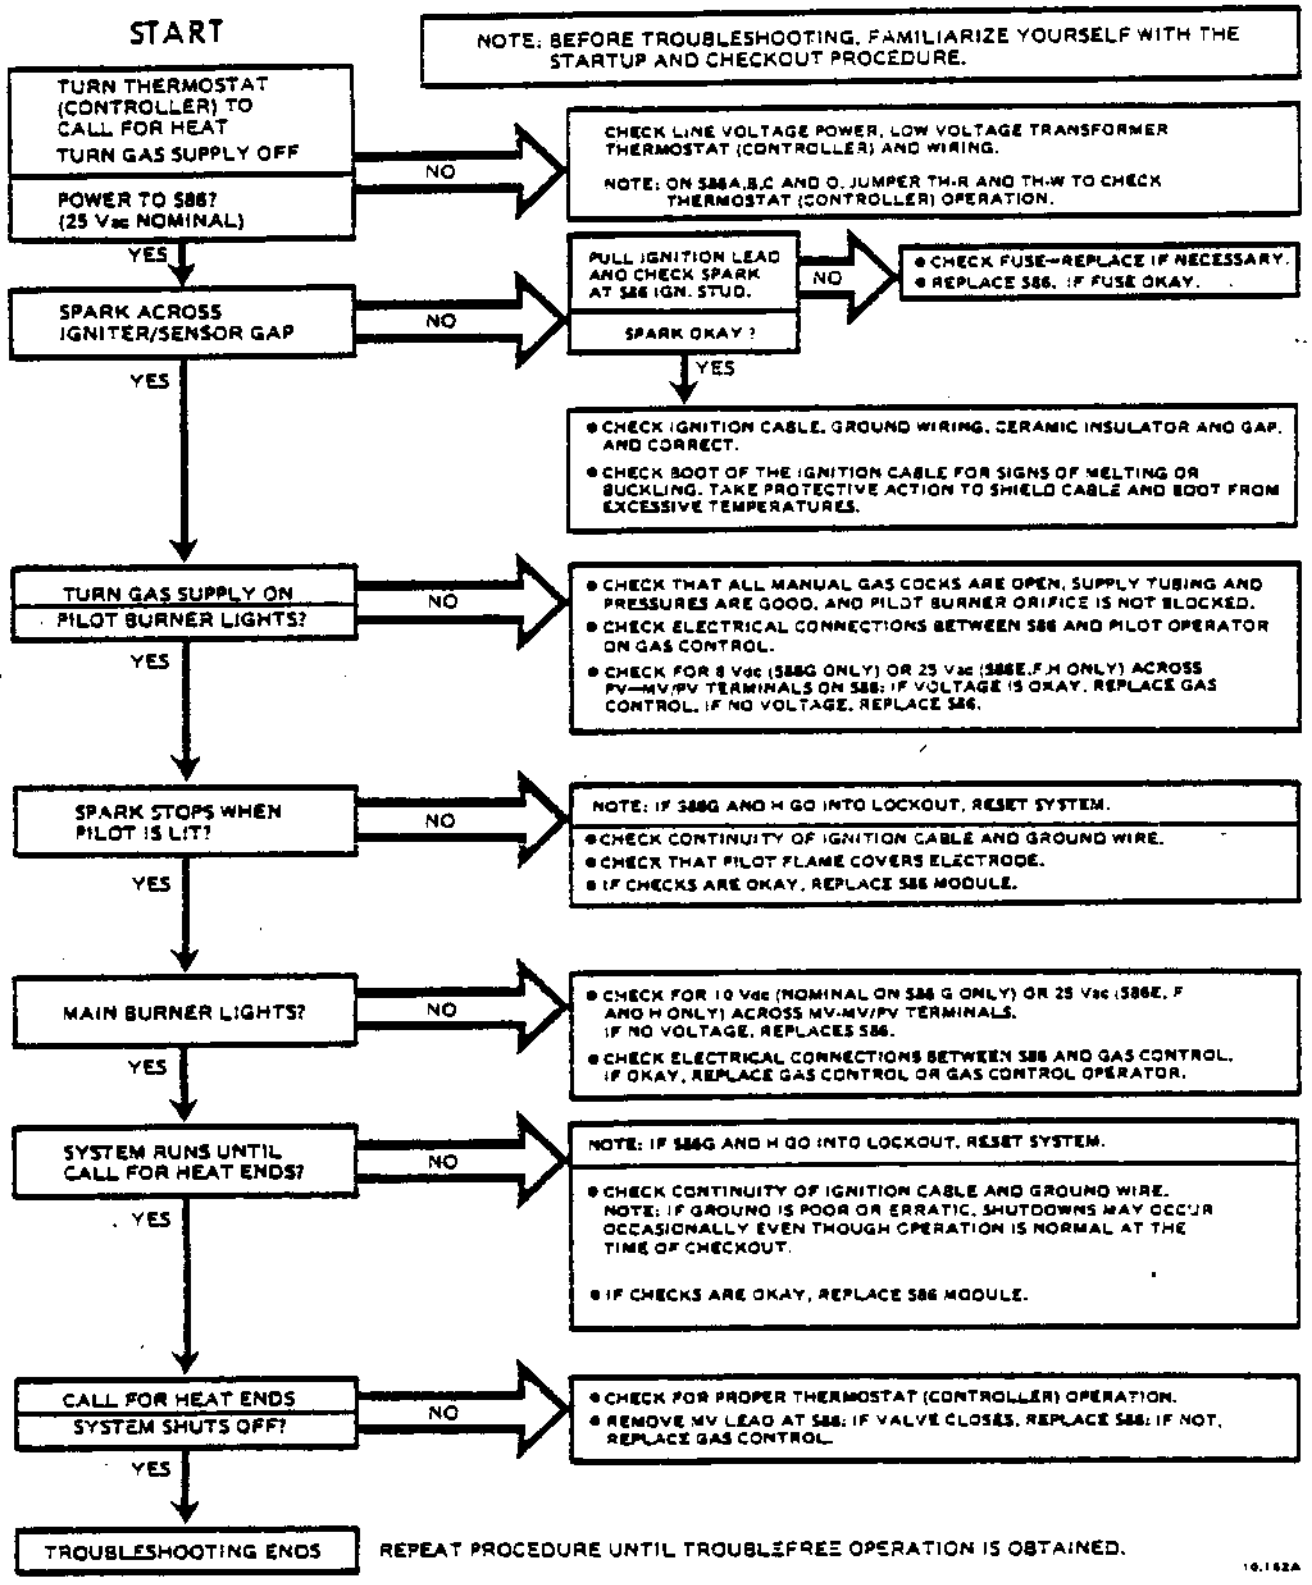 START
NOTE: BEFORE TROUBLESHOOTING, FAMILIARIZE YOURSELF WITH THE
STARTUP AND CHECKOUT PROCEDURE.
TURN THERMOSTAT
(CONTROLLER) TO
CALL FOR HEAT
TURN GAS SUPPLY OFF
POWER TO S86?
(25 Vac NOMINAL)
NO
CHECK LINE VOLTAGE POWER, LOW VOLTAGE TRANSFORMER
THERMOSTAT (CONTROLLER) AND WIRING.
NOTE: ON S86A,B,C AND D, JUMPER TH-R AND TH-W TO CHECK
THERMOSTAT (CONTROLLER) OPERATION.
YES
SPARK ACROSS
IGNITER/SENSOR GAP
NO
PULL IGNITION LEAD
AND CHECK SPARK
AT S86 IGN. STUD.
SPARK OKAY?
NO
• CHECK FUSE—REPLACE IF NECESSARY.
• REPLACE S86, IF FUSE OKAY.
YES
• CHECK IGNITION CABLE, GROUND WIRING, CERAMIC INSULATOR AND GAP,
AND CORRECT.
• CHECK BOOT OF THE IGNITION CABLE FOR SIGNS OF MELTING OR
BUCKLING. TAKE PROTECTIVE ACTION TO SHIELD CABLE AND BOOT FROM
EXCESSIVE TEMPERATURES.
YES
TURN GAS SUPPLY ON
PILOT BURNER LIGHTS?
NO
• CHECK THAT ALL MANUAL GAS COCKS ARE OPEN, SUPPLY TUBING AND
PRESSURES ARE GOOD, AND PILOT BURNER ORIFICE IS NOT BLOCKED.
• CHECK ELECTRICAL CONNECTIONS BETWEEN S86 AND PILOT OPERATOR
ON GAS CONTROL.
• CHECK FOR 8 Vdc (S86G ONLY) OR 25 Vac (S86E,F,H ONLY) ACROSS
PV—MV/PV TERMINALS ON S86; IF VOLTAGE IS OKAY, REPLACE GAS
CONTROL, IF NO VOLTAGE, REPLACE S86.
YES
SPARK STOPS WHEN
PILOT IS LIT?
NO
NOTE: IF S86G AND H GO INTO LOCKOUT, RESET SYSTEM.
• CHECK CONTINUITY OF IGNITION CABLE AND GROUND WIRE.
• CHECK THAT PILOT FLAME COVERS ELECTRODE.
• IF CHECKS ARE OKAY, REPLACE S86 MODULE.
YES
MAIN BURNER LIGHTS?
NO
• CHECK FOR 10 Vdc (NOMINAL ON S86 G ONLY) OR 25 Vac (S86E, F
AND H ONLY) ACROSS MV-MV/PV TERMINALS.
IF NO VOLTAGE, REPLACES S86.
• CHECK ELECTRICAL CONNECTIONS BETWEEN S86 AND GAS CONTROL.
IF OKAY, REPLACE GAS CONTROL OR GAS CONTROL OPERATOR.
YES
SYSTEM RUNS UNTIL
CALL FOR HEAT ENDS?
NO
NOTE: IF S86G AND H GO INTO LOCKOUT, RESET SYSTEM.
• CHECK CONTINUITY OF IGNITION CABLE AND GROUND WIRE.
NOTE: IF GROUND IS POOR OR ERRATIC, SHUTDOWNS MAY OCCUR
OCCASIONALLY EVEN THOUGH OPERATION IS NORMAL AT THE
TIME OF CHECKOUT.
• IF CHECKS ARE OKAY, REPLACE S86 MODULE.
YES
CALL FOR HEAT ENDS
SYSTEM SHUTS OFF?
NO
• CHECK FOR PROPER THERMOSTAT (CONTROLLER) OPERATION.
• REMOVE MV LEAD AT S86; IF VALVE CLOSES, REPLACE S86; IF NOT,
REPLACE GAS CONTROL.
YES
TROUBLESHOOTING ENDS
REPEAT PROCEDURE UNTIL TROUBLEFREE OPERATION IS OBTAINED.
10,162A